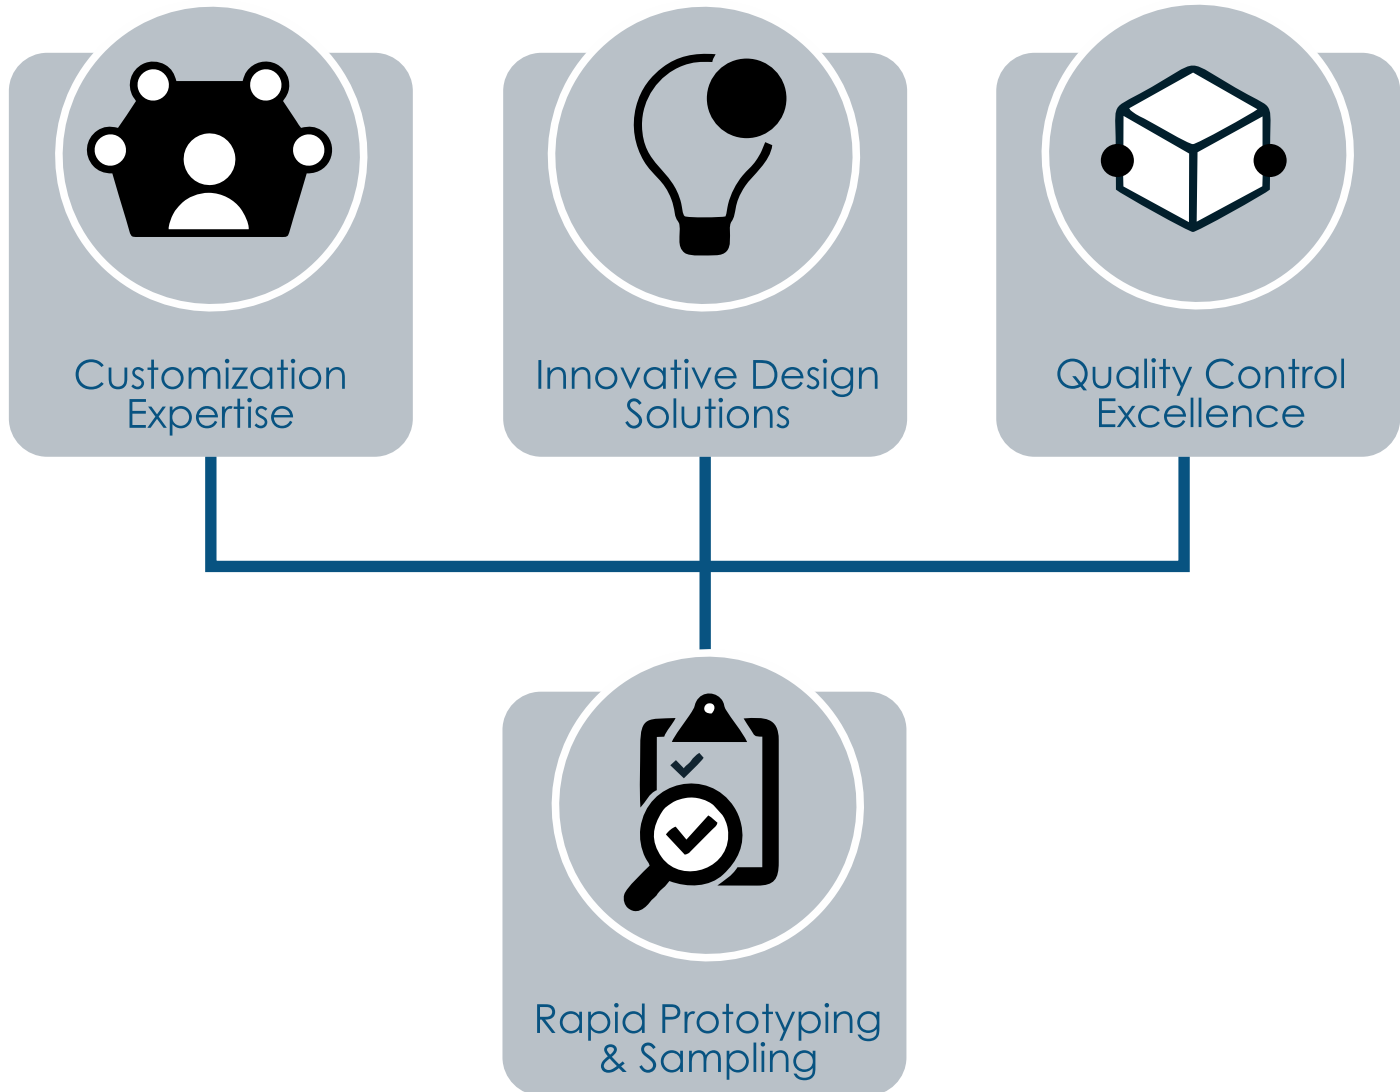 Customization
Expertise
Innovative Design
Solutions
Quality Control
Excellence
Rapid Prototyping
& Sampling